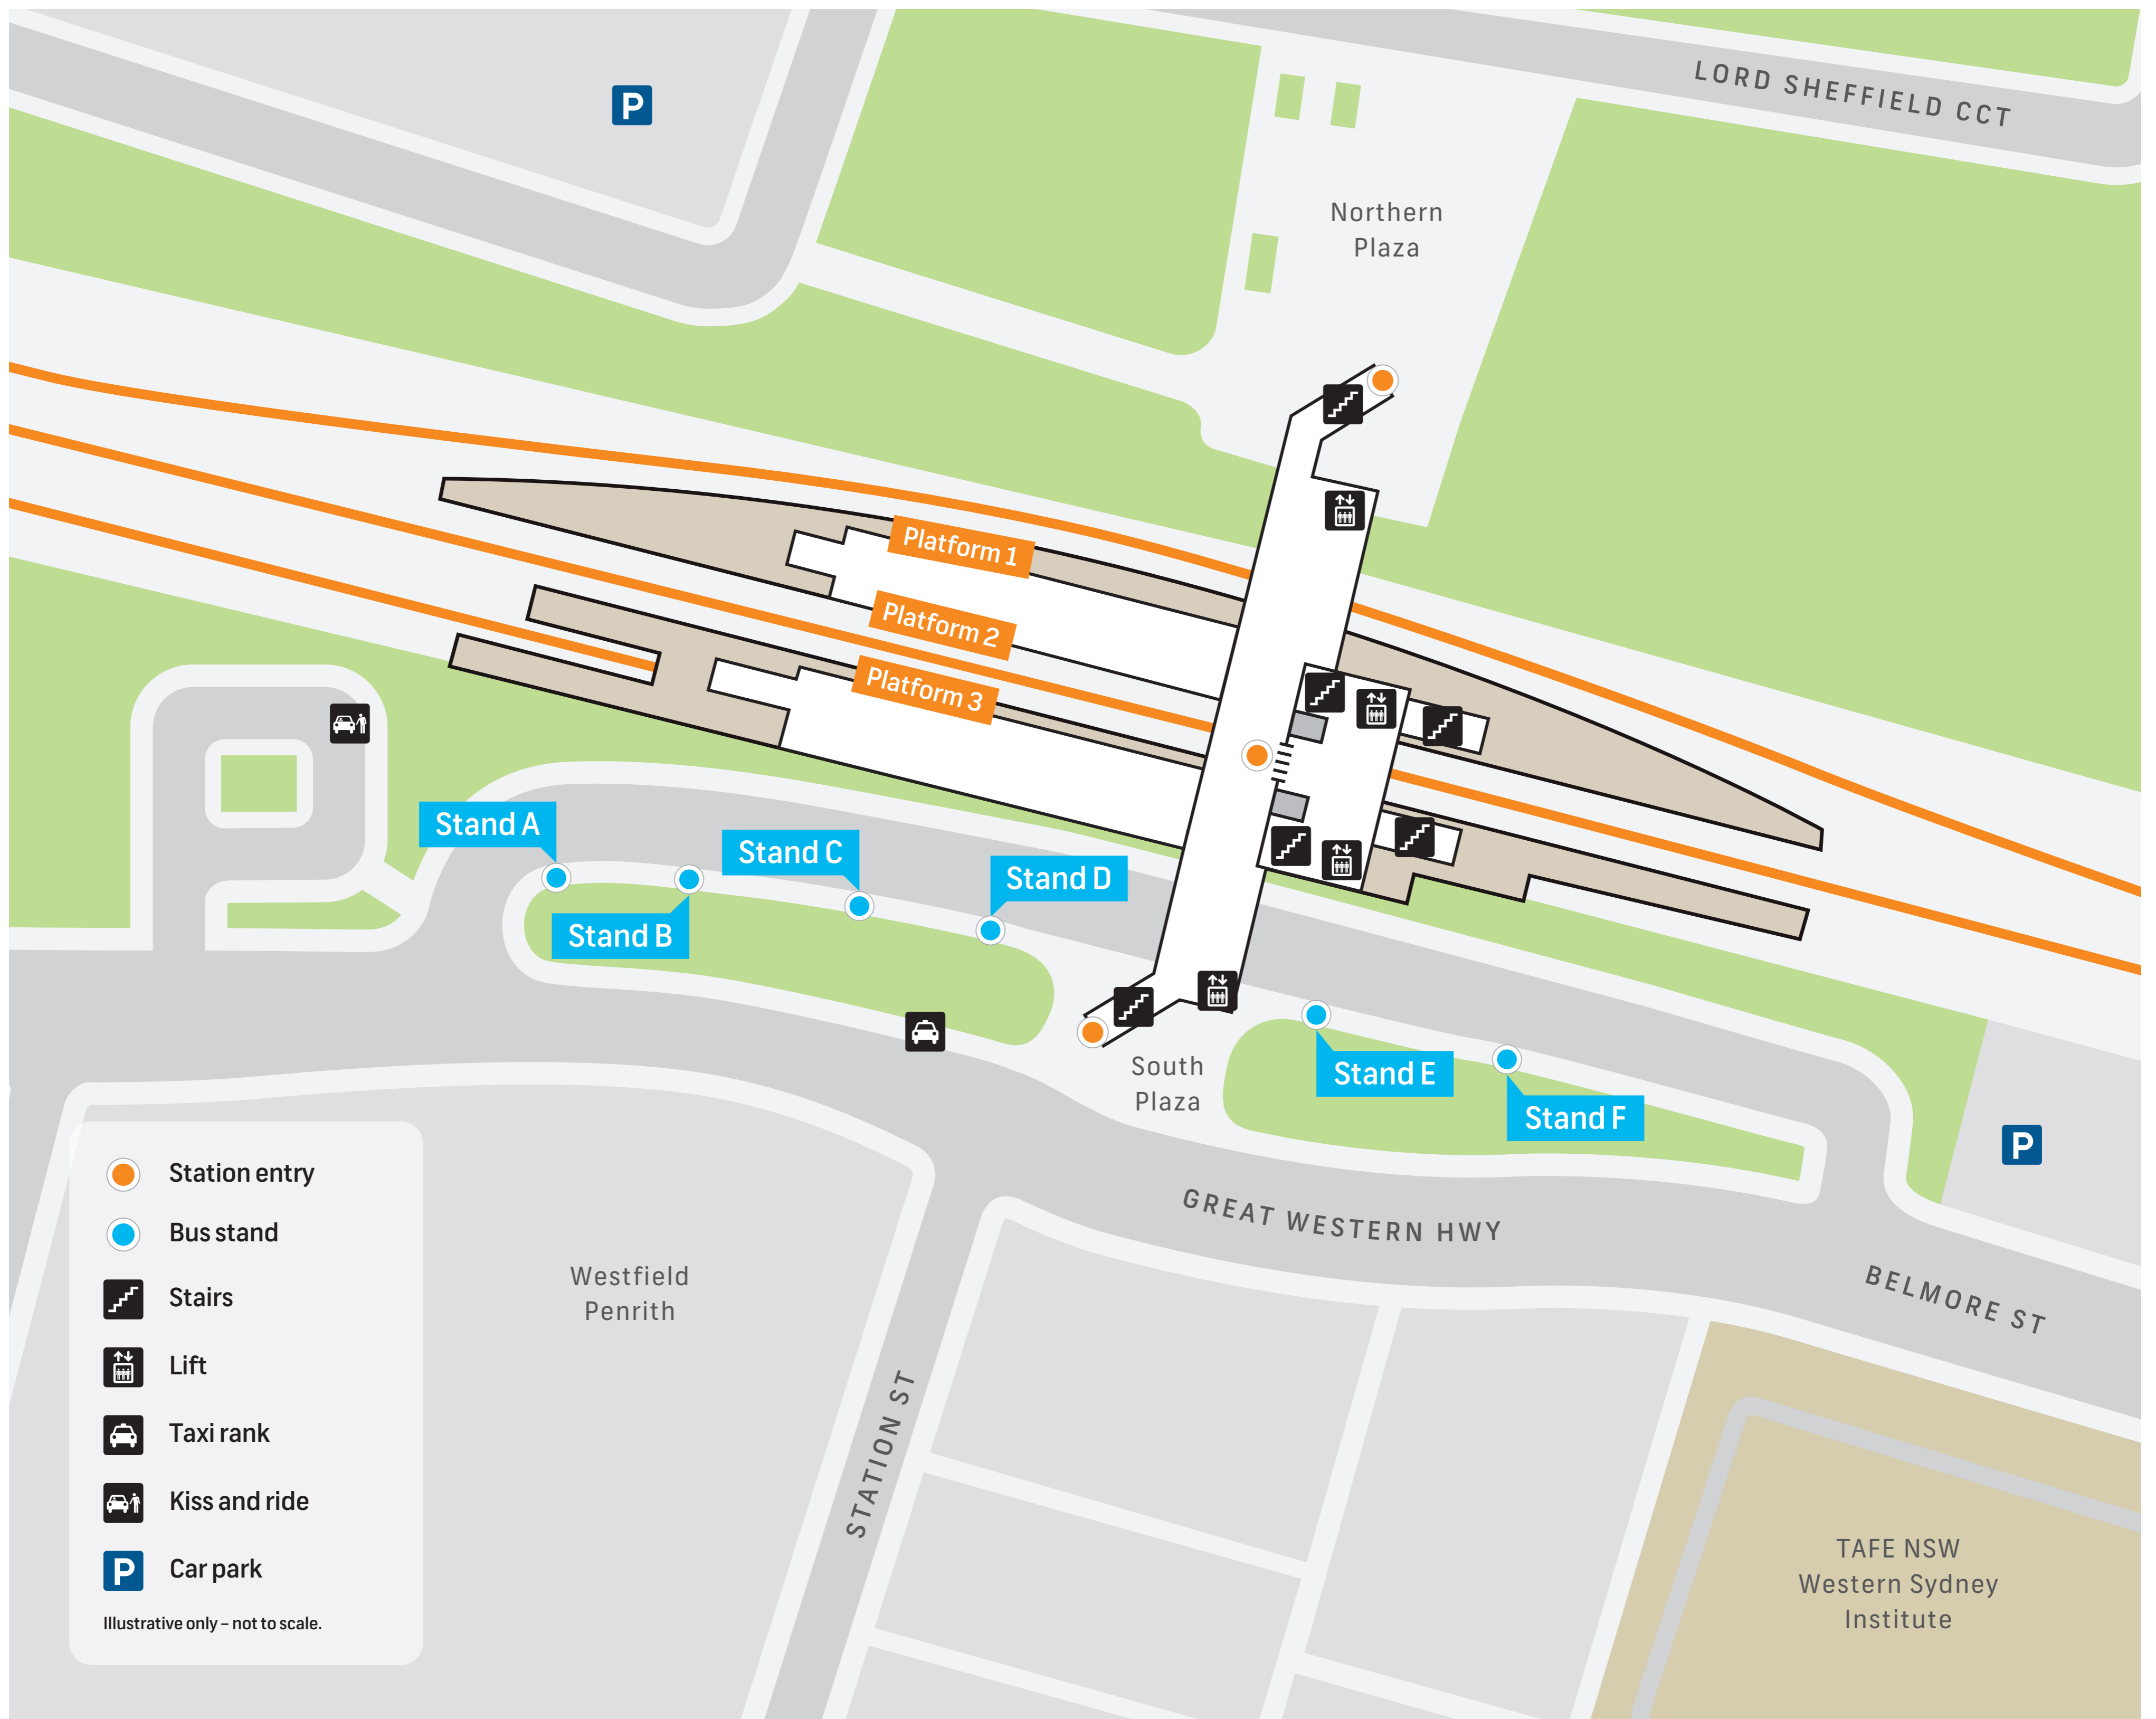 P
LORD SHEFFIELD CCT
Northern
Plaza
Platform 1
Platform 2
Platform 3
Stand A
Stand B
Stand C
Stand D
Stand E
Stand F
South
Plaza
P
GREAT WESTERN HWY
BELMORE ST
STATION ST
Westfield
Penrith
TAFE NSW
Western Sydney
Institute
Station entry
Bus stand
Stairs
Lift
Taxi rank
Kiss and ride
P Car park
Illustrative only – not to scale.